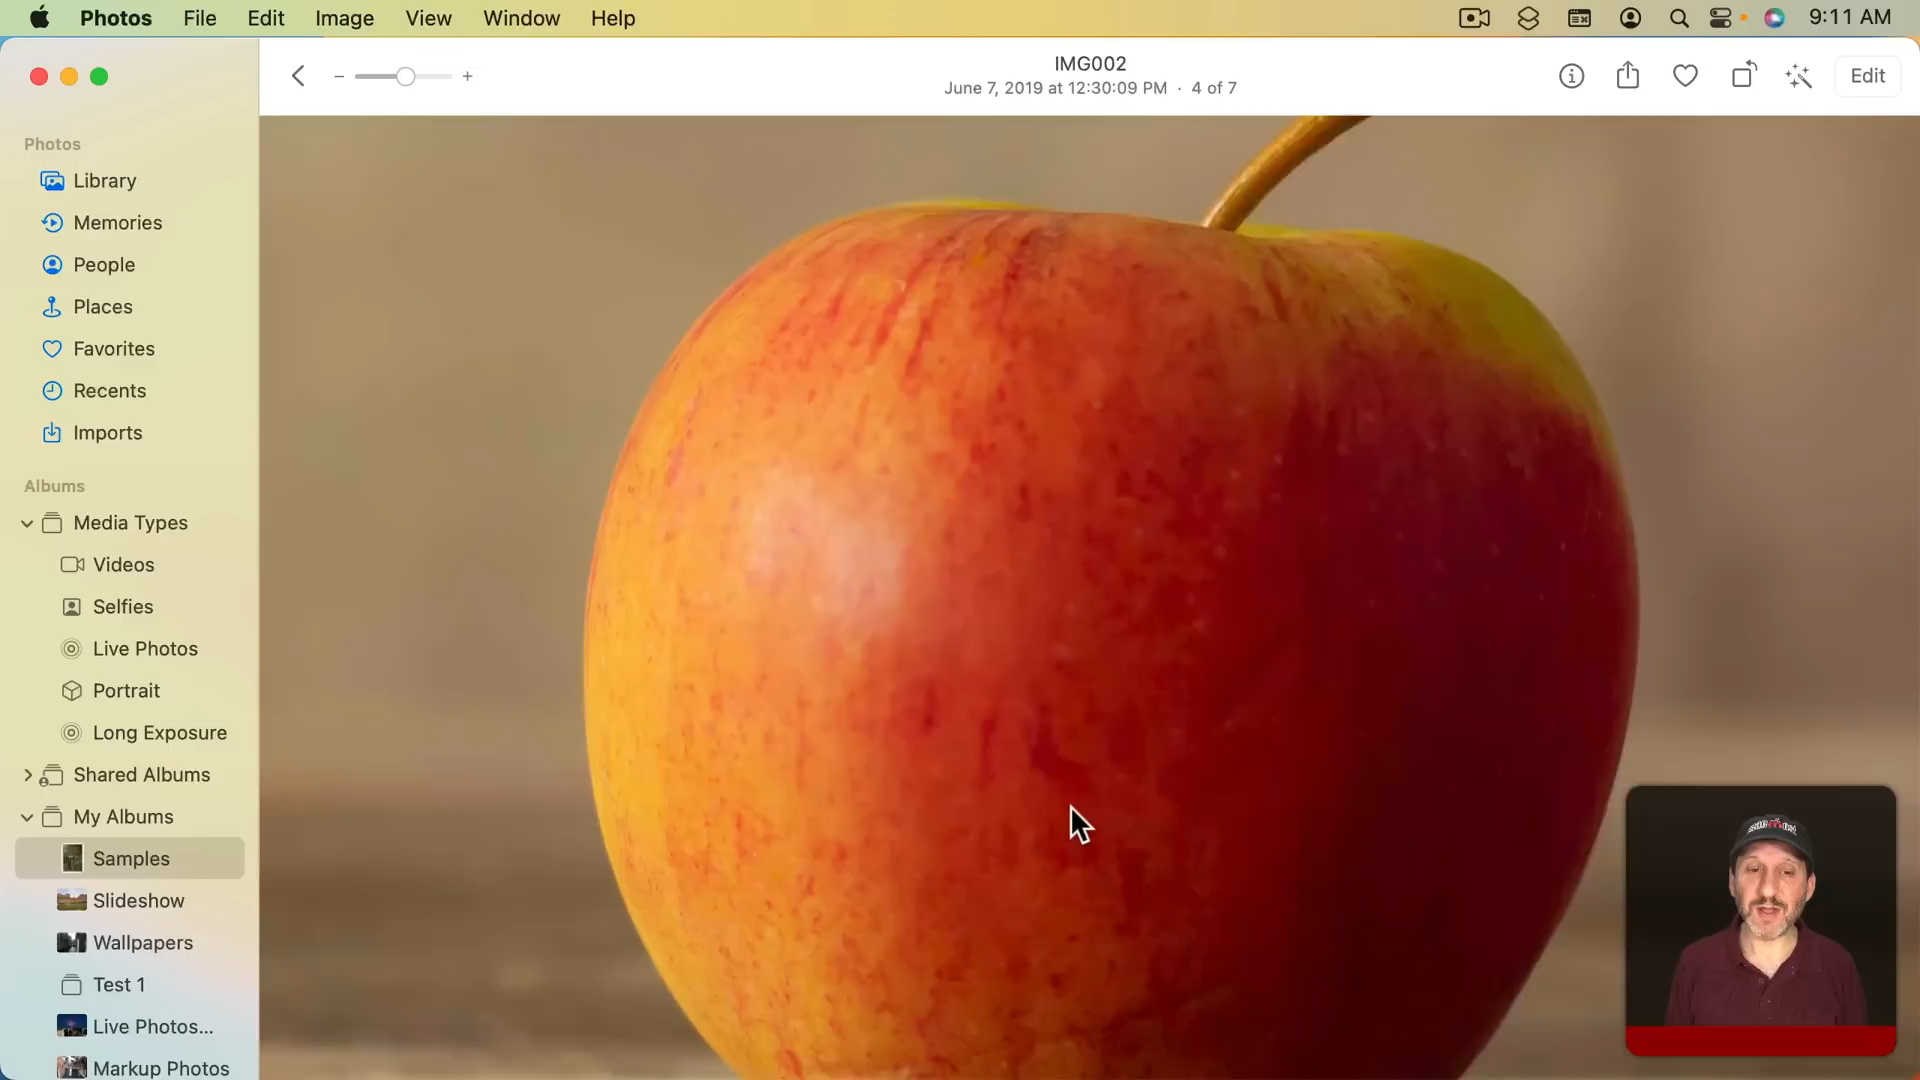 Photos File Edit Image View Window Help 9:11 AM
IMG002
June 7, 2019 at 12:30:09 PM · 4 of 7
Edit
Photos
Library
Memories
People
Places
Favorites
Recents
Imports
Albums
Media Types
Videos
Selfies
Live Photos
Portrait
Long Exposure
Shared Albums
My Albums
Samples
Slideshow
Wallpapers
Test 1
Live Photos...
Markup Photos